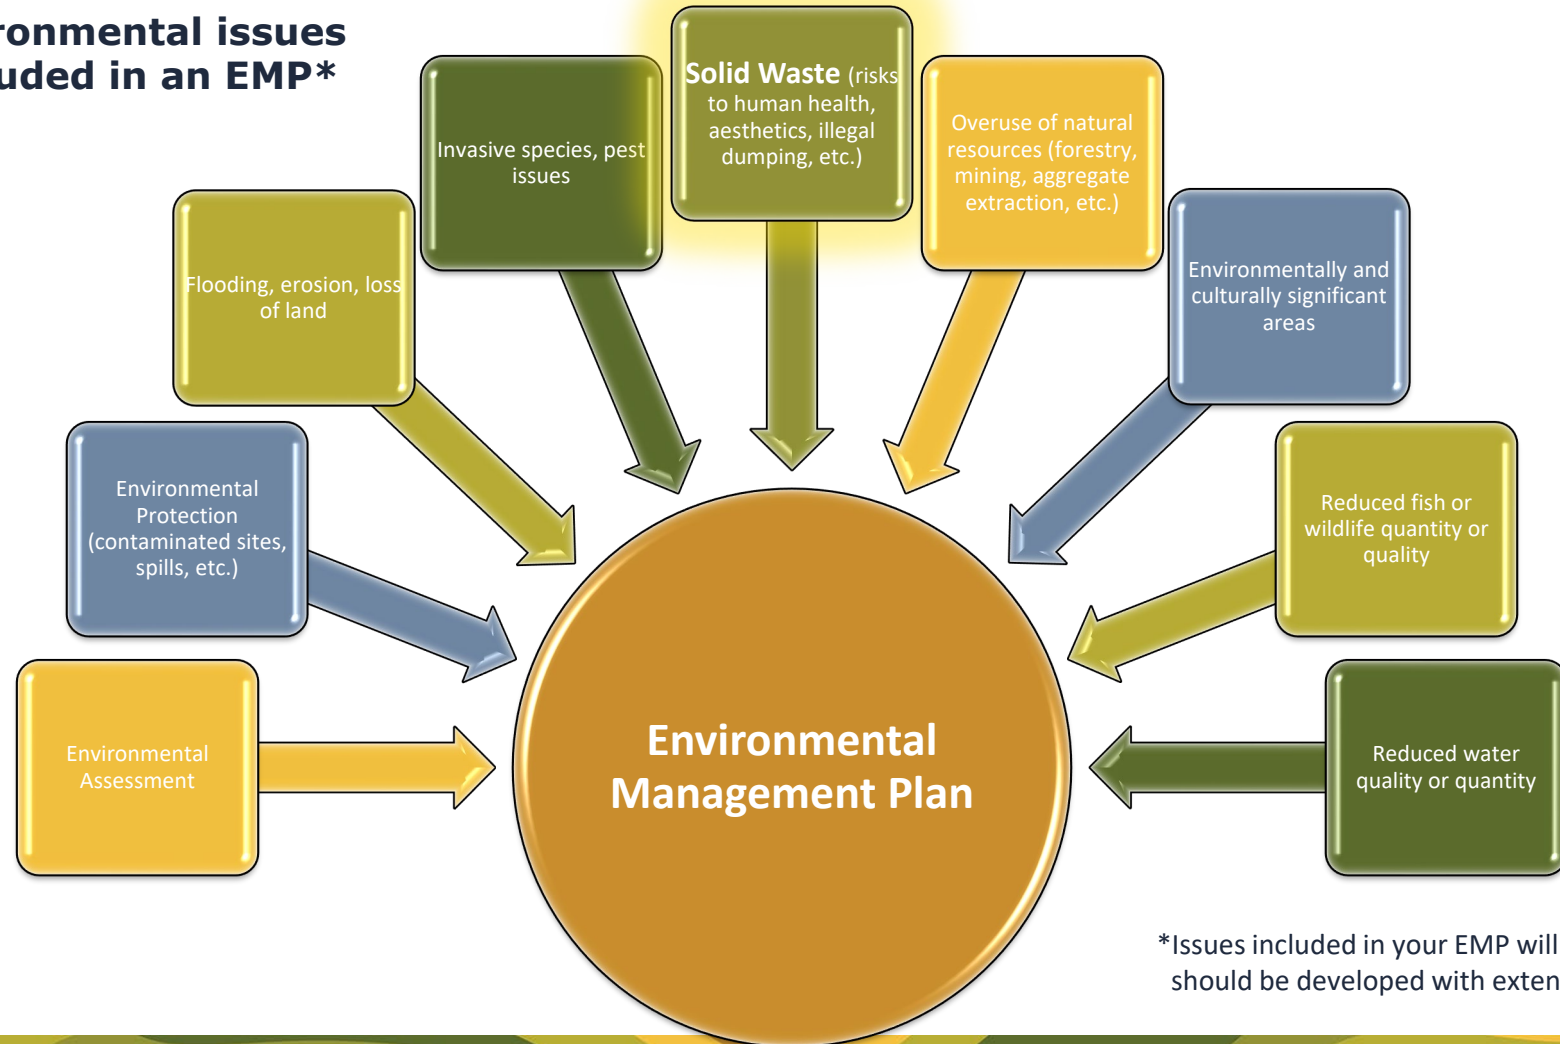 ronmental issues
uded in an EMP*
Solid Waste (risks
to human health,
aesthetics, illegal
dumping, etc.)
Invasive species, pest
issues
Overuse of natural
resources (forestry,
mining, aggregate
extraction, etc.)
Flooding, erosion, loss
of land
Environmentally and
culturally significant
areas
Environmental
Protection
(contaminated sites,
spills, etc.)
Reduced fish or
wildlife quantity or
quality
Environmental
Assessment
Environmental
Management Plan
Reduced water
quality or quantity
*Issues included in your EMP will
should be developed with exten